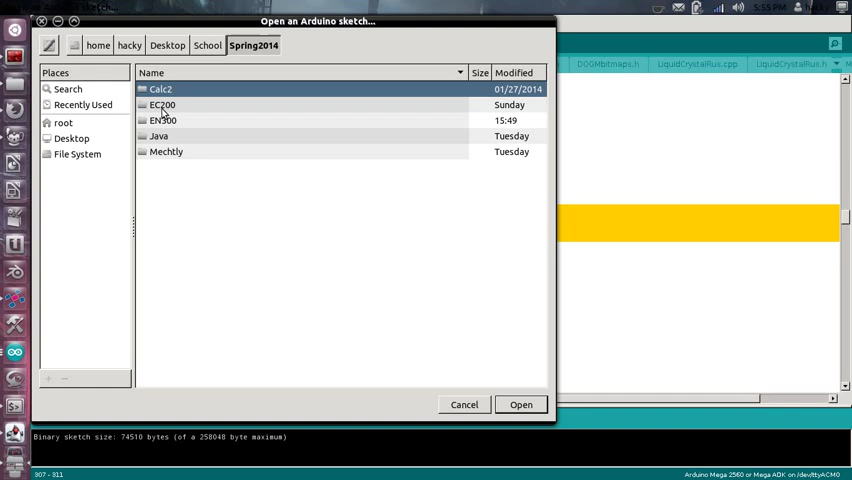 Open an Arduino sketch...
5:55 PM
hacky
home
hacky
Desktop
School
Spring2014
DOGMbitmaps.h
LiquidCrystalRus.cpp
LiquidCrystalRus.h
M
Places
Name
Size
Modified
Search
Calc2
01/27/2014
Recently Used
EC200
Sunday
root
EN300
15:49
Desktop
Java
Tuesday
File System
Mechtly
Tuesday
Cancel
Open
Binary sketch size: 74510 bytes (of a 258048 byte maximum)
307 - 311
Arduino Mega 2560 or Mega ADK on /dev/ttyACM0